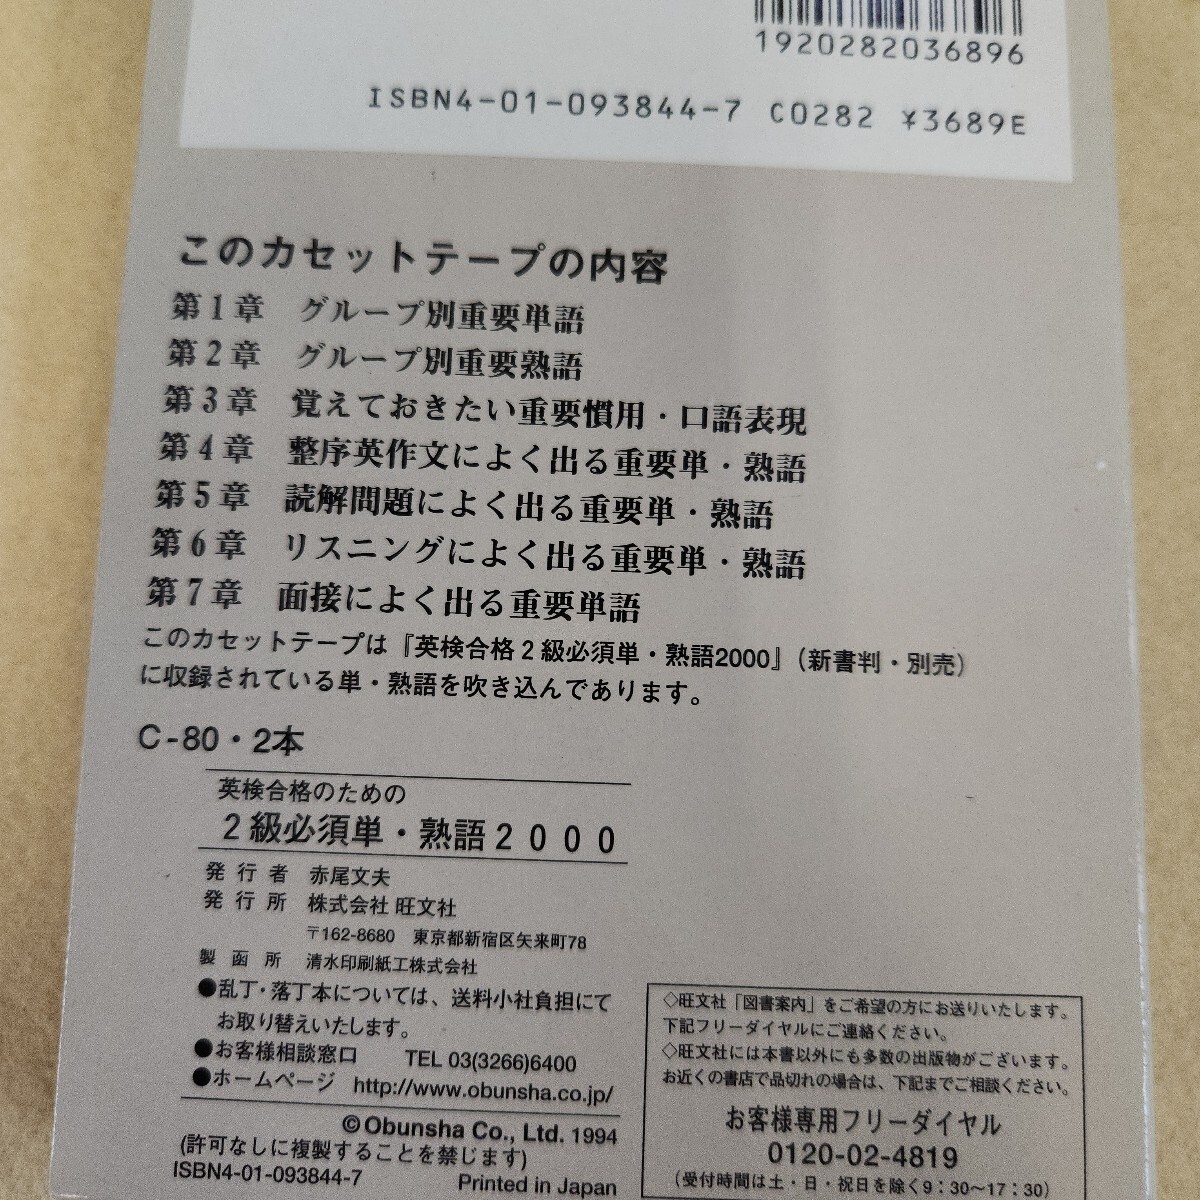 1920282036896
ISBN4-01-093844-7 C0282 ¥3689E
このカセットテープの内容
第1章 グループ別重要単語
第2章 グループ別重要熟語
第3章 覚えておきたい重要慣用・口語表現
第4章 整序英作文によく出る重要単・熟語
第5章 読解問題によく出る重要単・熟語
第6章 リスニングによく出る重要単・熟語
第7章 面接によく出る重要単語
このカセットテープは『英検合格2級必須単・熟語2000』(新書判・別売)
に収録されている単・熟語を吹き込んであります。
C-80・2本
英検合格のための
2級必須単・熟語2000
発行者 赤尾文夫
発行所 株式会社 旺文社
〒162-8680 東京都新宿区矢来町78
製函所 清水印刷紙工株式会社
●乱丁・落丁本については、送料小社負担にて
お取り替えいたします。
●お客様相談窓口 TEL 03(3266)6400
●ホームページ http://www.obunsha.co.jp/
©Obunsha Co., Ltd. 1994
(許可なしに複製することを禁じます)
ISBN4-01-093844-7 Printed in Japan
◇旺文社「図書案内」をご希望の方にお送りいたします。
下記フリーダイヤルにご連絡ください。
◇旺文社には本書以外にも多数の出版物がございます。
お近くの書店で品切れの場合は、下記までご相談ください。
お客様専用フリーダイヤル
0120-02-4819
(受付時間は土・日・祝日を除く9:30〜17:30)